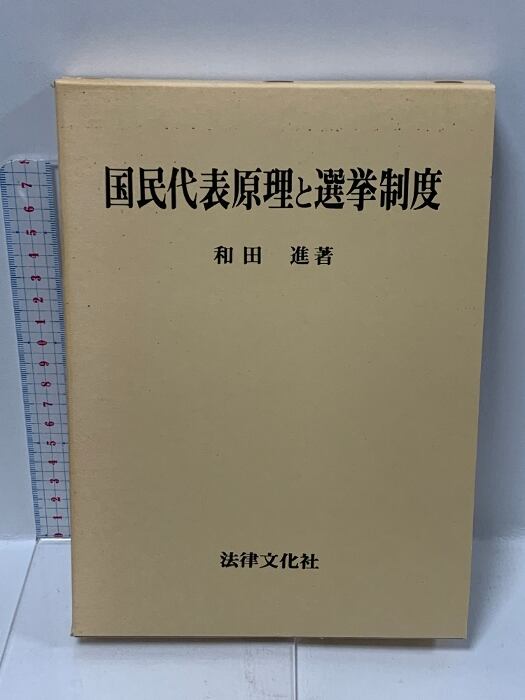 国民代表原理と選挙制度
和田 進著
法律文化社